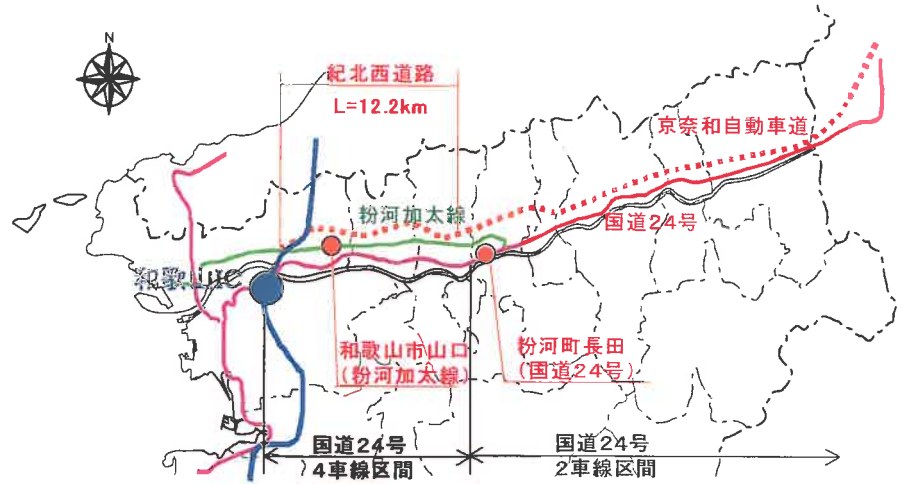 N
紀北西道路
L=12.2km
京奈和自動車道
粉河加太線
国道24号
和歌山IC
和歌山市山口
(粉河加太線)
粉河町長田
(国道24号)
国道24号
4車線区間
国道24号
2車線区間